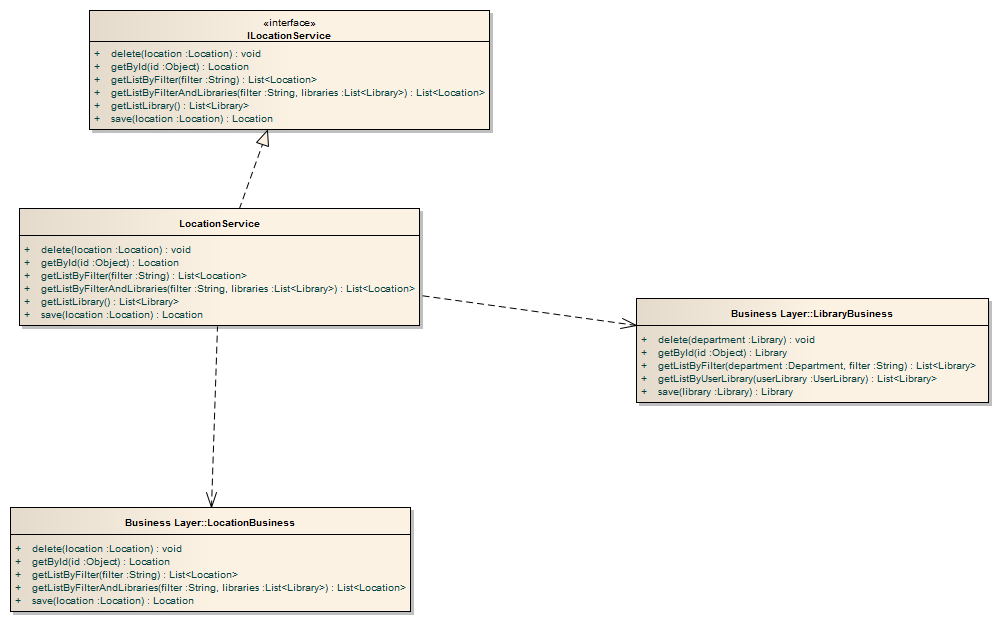 «interface»
ILocationService
+ delete(location :Location) : void
+ getById(id :Object) : Location
+ getListByFilter(filter :String) : List<Location>
+ getListByFilterAndLibraries(filter :String, libraries :List<Library>) : List<Location>
+ getListLibrary() : List<Library>
+ save(location :Location) : Location
LocationService
+ delete(location :Location) : void
+ getById(id :Object) : Location
+ getListByFilter(filter :String) : List<Location>
+ getListByFilterAndLibraries(filter :String, libraries :List<Library>) : List<Location>
+ getListLibrary() : List<Library>
+ save(location :Location) : Location
Business Layer::LibraryBusiness
+ delete(department :Library) : void
+ getById(id :Object) : Library
+ getListByFilter(department :Department, filter :String) : List<Library>
+ getListByUserLibrary(userLibrary :UserLibrary) : List<Library>
+ save(library :Library) : Library
Business Layer::LocationBusiness
+ delete(location :Location) : void
+ getById(id :Object) : Location
+ getListByFilter(filter :String) : List<Location>
+ getListByFilterAndLibraries(filter :String, libraries :List<Library>) : List<Location>
+ save(location :Location) : Location